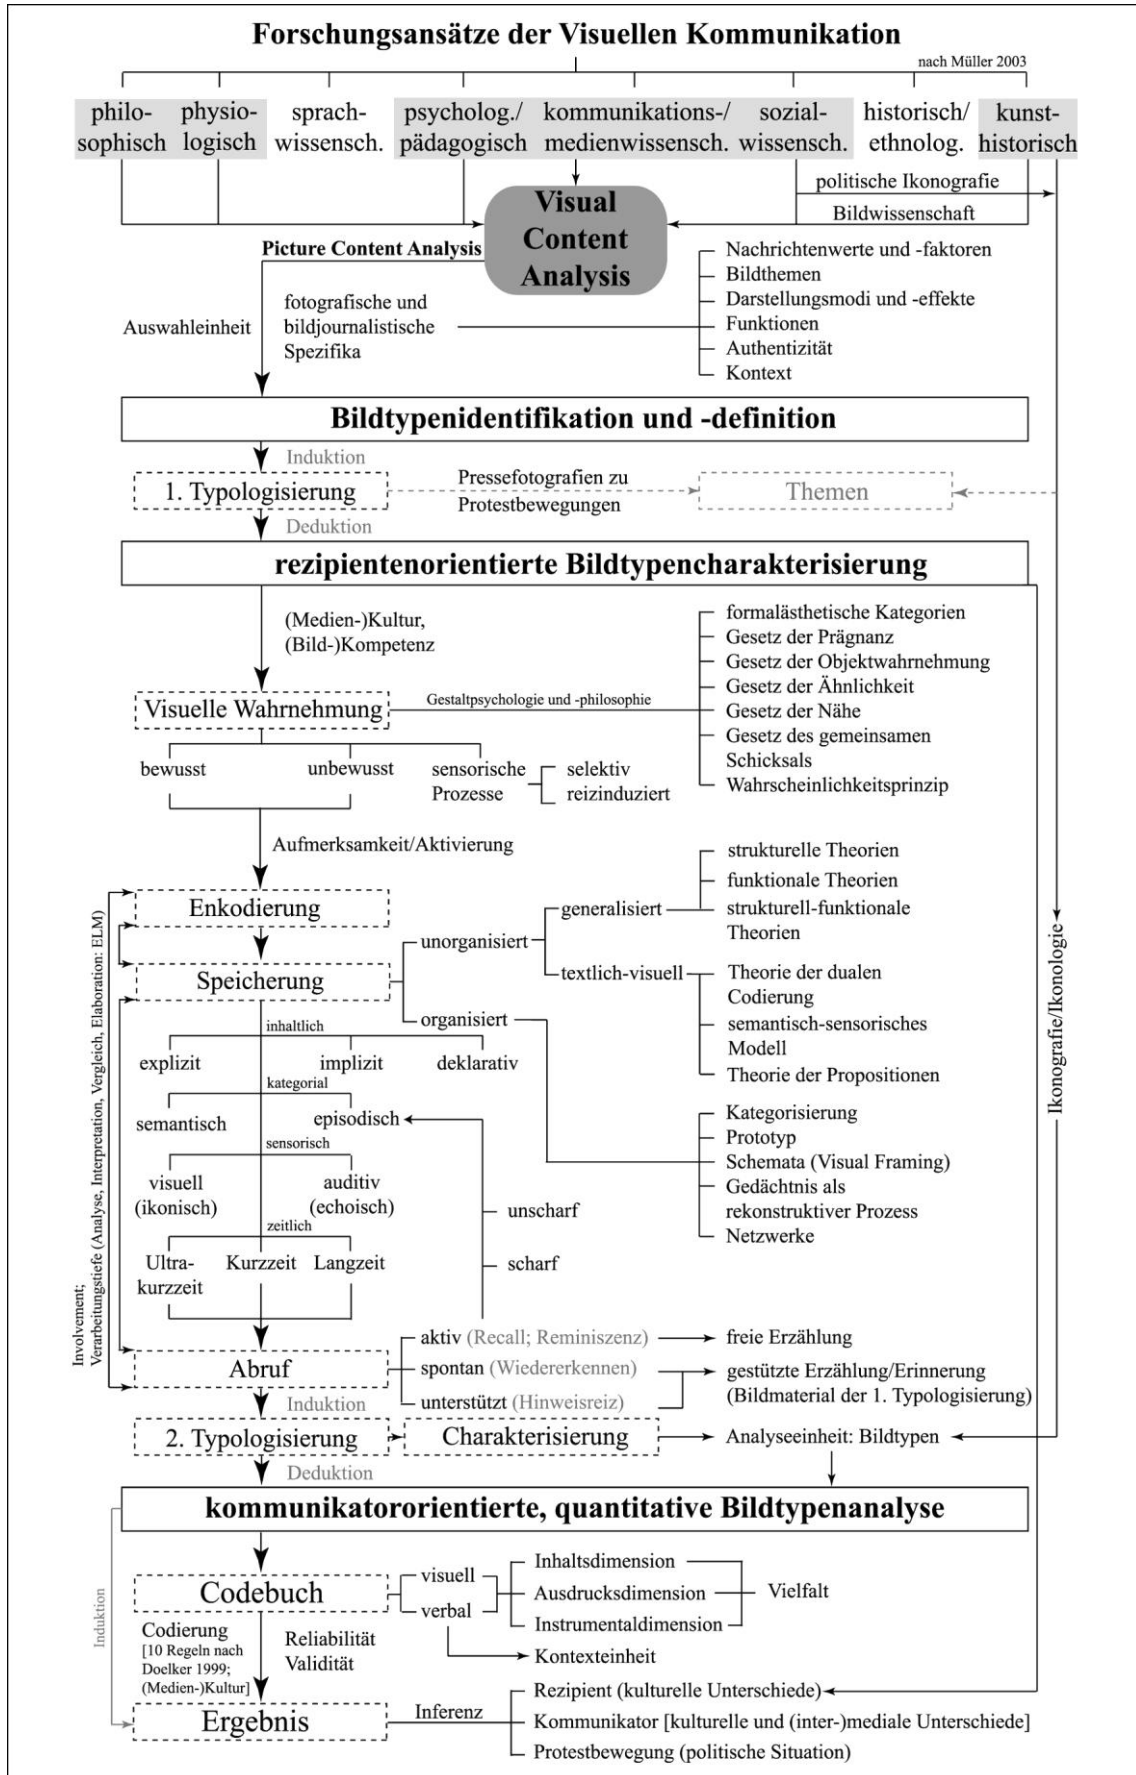 Forschungsansätze der Visuellen Kommunikation
nach Müller 2003
philo-
sophisch
physio-
logisch
sprach-
wissensch.
psycholog./
pädagogisch
kommunikations-/
medienwissensch.
sozial-
wissensch.
historisch/
ethnolog.
kunst-
historisch
politische Ikonografie
Bildwissenschaft
Visual
Content
Analysis
Picture Content Analysis
Auswahleinheit
fotografische und
bildjournalistische
Spezifika
Nachrichtenwerte und -faktoren
Bildthemen
Darstellungsmodi und -effekte
Funktionen
Authentizität
Kontext
Bildtypenidentifikation und -definition
Induktion
1. Typologisierung
Pressefotografien zu
Protestbewegungen
Themen
Deduktion
rezipientenorientierte Bildtypencharakterisierung
(Medien-)Kultur,
(Bild-)Kompetenz
formalästhetische Kategorien
Gesetz der Prägnanz
Gesetz der Objektwahrnehmung
Gesetz der Ähnlichkeit
Gesetz der Nähe
Gesetz des gemeinsamen
Schicksals
Wahrscheinlichkeitsprinzip
Visuelle Wahrnehmung
Gestaltpsychologie und -philosophie
bewusst
unbewusst
sensorische
Prozesse
selektiv
reizinduziert
Aufmerksamkeit/Aktivierung
Enkodierung
Speicherung
unorganisiert
organisiert
generalisiert
textlich-visuell
strukturelle Theorien
funktionale Theorien
strukturell-funktionale
Theorien
Theorie der dualen
Codierung
semantisch-sensorisches
Modell
Theorie der Propositionen
Kategorisierung
Prototyp
Schemata (Visual Framing)
Gedächtnis als
rekonstruktiver Prozess
Netzwerke
inhaltlich
explizit
implizit
deklarativ
kategorial
semantisch
episodisch
sensorisch
visuell
(ikonisch)
auditiv
(echoisch)
zeitlich
Ultra-
kurzzeit
Kurzzeit
Langzeit
unscharf
scharf
Involvement;
Verarbeitungstiefe (Analyse, Interpretation, Vergleich, Elaboration: ELM)
Ikonografie/Ikonologie
Abruf
aktiv (Recall; Reminiszenz)
spontan (Wiedererkennen)
unterstützt (Hinweisreiz)
freie Erzählung
gestützte Erzählung/Erinnerung
(Bildmaterial der 1. Typologisierung)
Induktion
2. Typologisierung
Charakterisierung
Analyseeinheit: Bildtypen
Deduktion
kommunikatororientierte, quantitative Bildtypenanalyse
Induktion
Codebuch
visuell
verbal
Inhaltsdimension
Ausdrucksdimension
Instrumentaldimension
Vielfalt
Kontexteinheit
Codierung
[10 Regeln nach
Doelker 1999;
(Medien-)Kultur]
Reliabilität
Validität
Ergebnis
Inferenz
Rezipient (kulturelle Unterschiede)
Kommunikator [kulturelle und (inter-)mediale Unterschiede]
Protestbewegung (politische Situation)